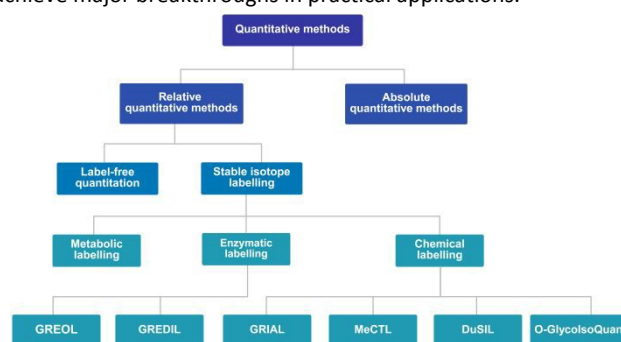 achieve major breakthroughs in practical applications.
Quantitative methods
Relative
quantitative methods
Absolute
quantitative methods
Label-free
quantitation
Stable isotope
labelling
Metabolic
labelling
Enzymatic
labelling
Chemical
labelling
GREOL
GREDIL
GRIAL
MeCTL
DuSIL
O-GlycoIsoQuan